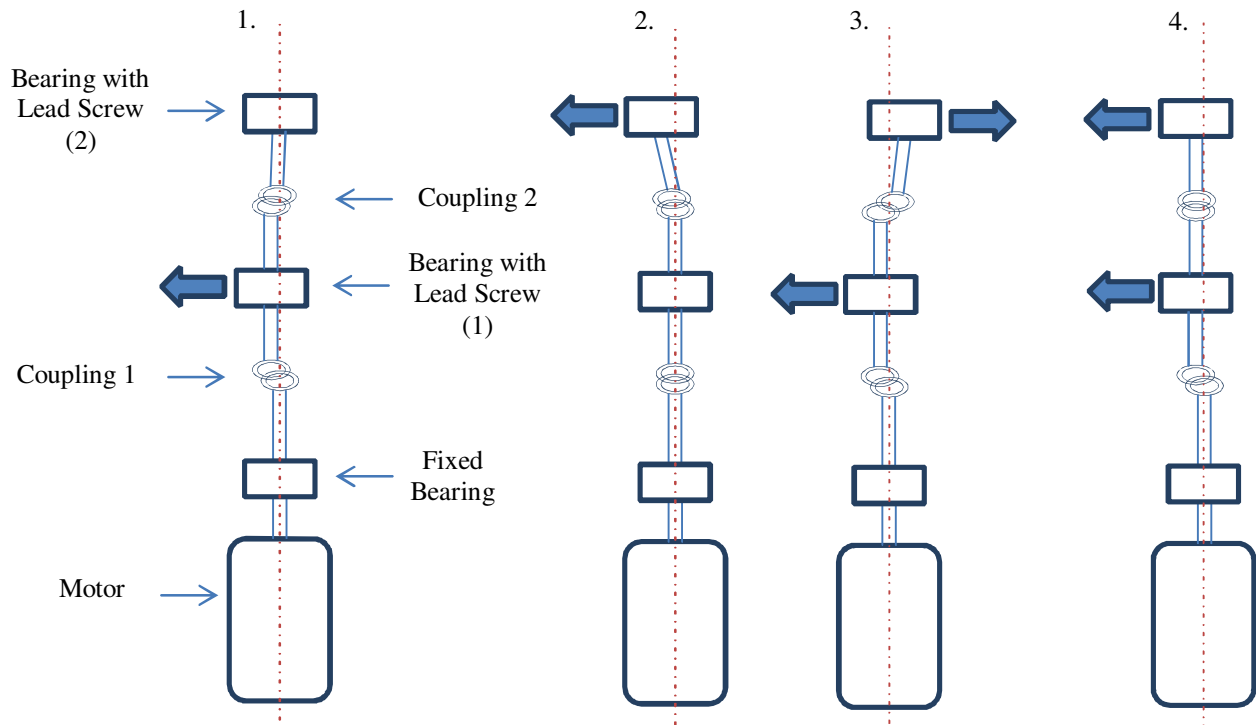 1.
2.
3.
4.
Bearing with
Lead Screw
(2)
Coupling 2
Bearing with
Lead Screw
(1)
Coupling 1
Fixed
Bearing
Motor